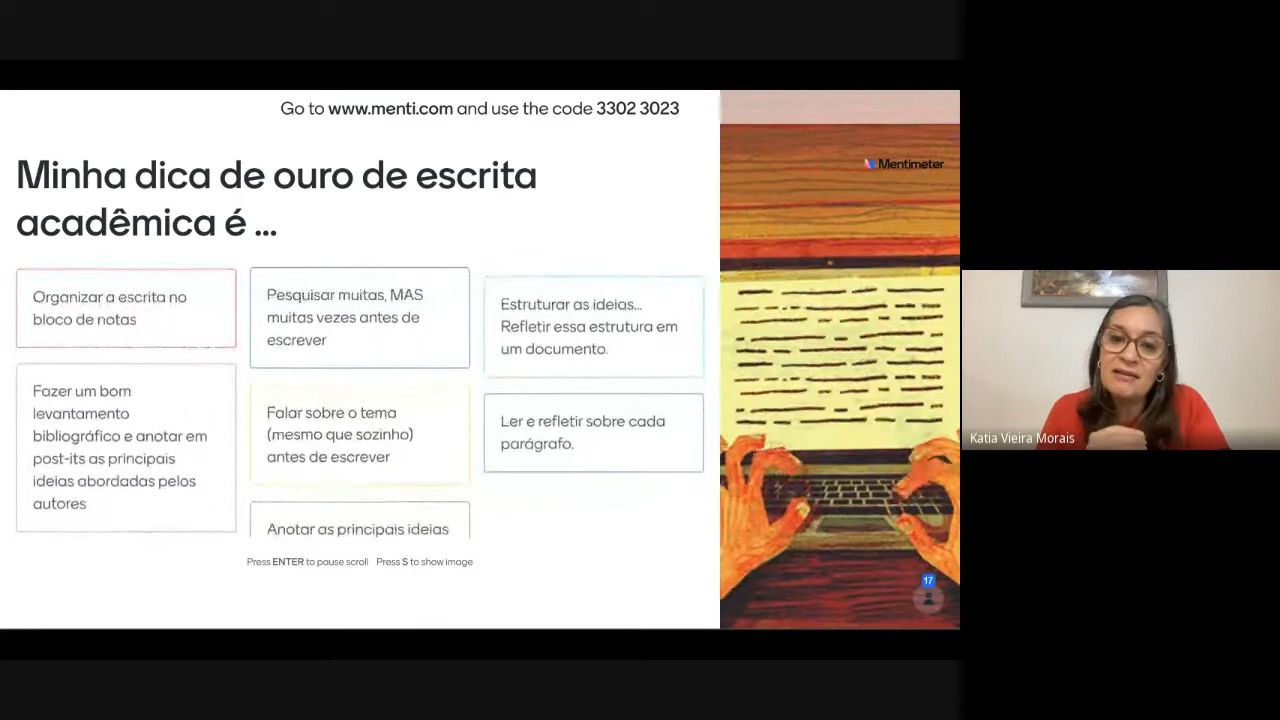 Go to www.menti.com and use the code 3302 3023
Mentimeter
Minha dica de ouro de escrita
acadêmica é ...
Organizar a escrita no
bloco de notas
Fazer um bom
levantamento
bibliográfico e anotar em
post-its as principais
ideias abordadas pelos
autores
Pesquisar muitas, MAS
muitas vezes antes de
escrever
Falar sobre o tema
(mesmo que sozinho)
antes de escrever
Anotar as principais ideias
Estruturar as ideias...
Refletir essa estrutura em
um documento.
Ler e refletir sobre cada
parágrafo.
Press ENTER to pause scroll Press S to show image
17
Katia Vieira Morais